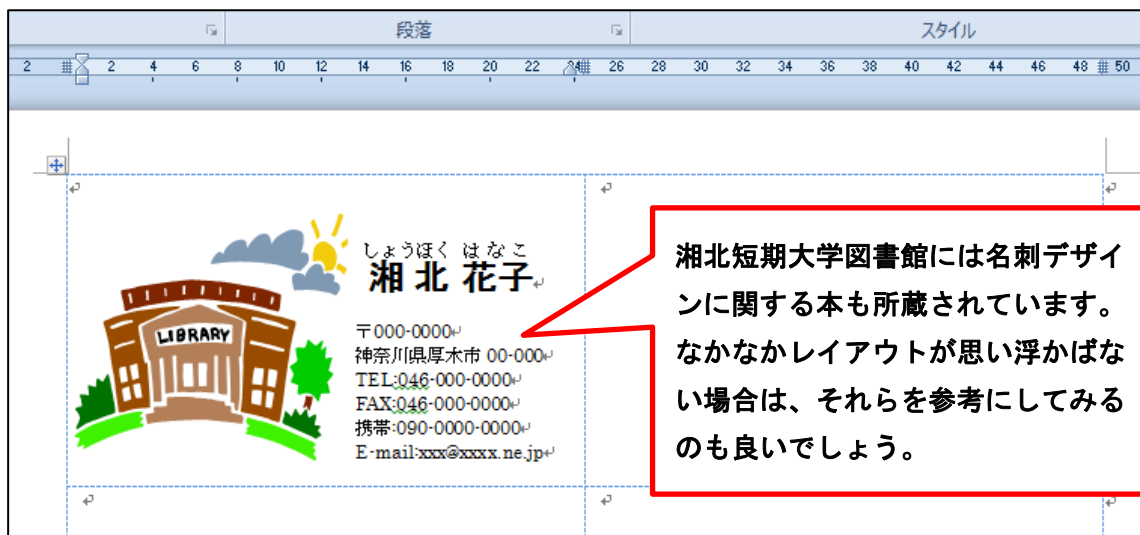 段落
スタイル
2 2 4 6 8 10 12 14 16 18 20 22 24 26 28 30 32 34 36 38 40 42 44 46 48 50
しょうほく はなこ
湘北 花子
LIBRARY
〒000-0000
神奈川県厚木市 00-000
TEL:046-000-0000
FAX:046-000-0000
携帯:090-0000-0000
E-mail:xxx@xxxx.ne.jp
湘北短期大学図書館には名刺デザイ
ンに関する本も所蔵されています。
なかなかレイアウトが思い浮かばな
い場合は、それらを参考にしてみる
のも良いでしょう。